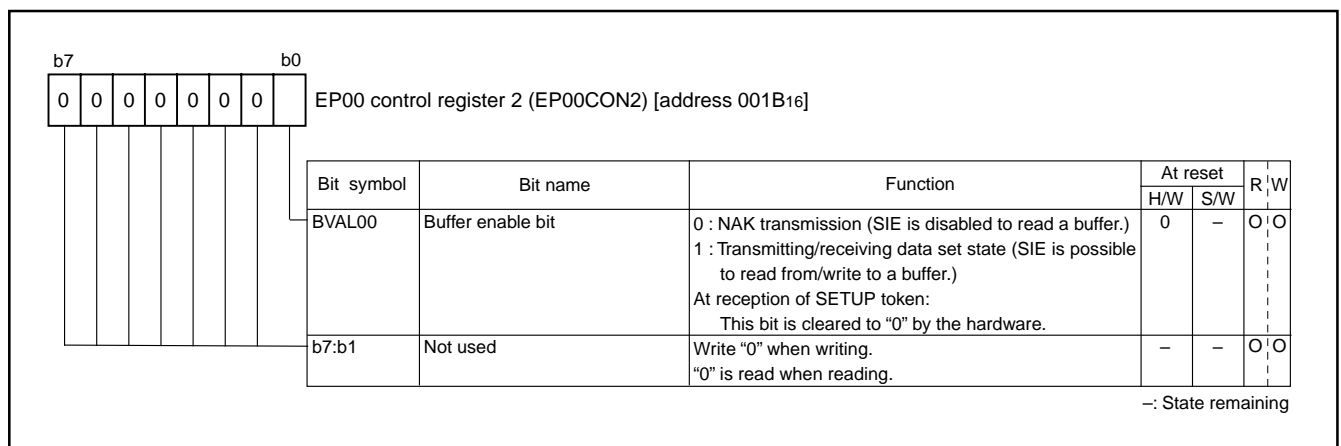 b7 b0
0 0 0 0 0 0 0 EP00 control register 2 (EP00CON2) [address 001B16]
Bit symbol Bit name Function At reset R W
H/W S/W
BVAL00 Buffer enable bit 0 : NAK transmission (SIE is disabled to read a buffer.) 0 – O O
1 : Transmitting/receiving data set state (SIE is possible
to read from/write to a buffer.)
At reception of SETUP token:
This bit is cleared to “0” by the hardware.
b7:b1 Not used Write “0” when writing. – – O O
“0” is read when reading.
–: State remaining